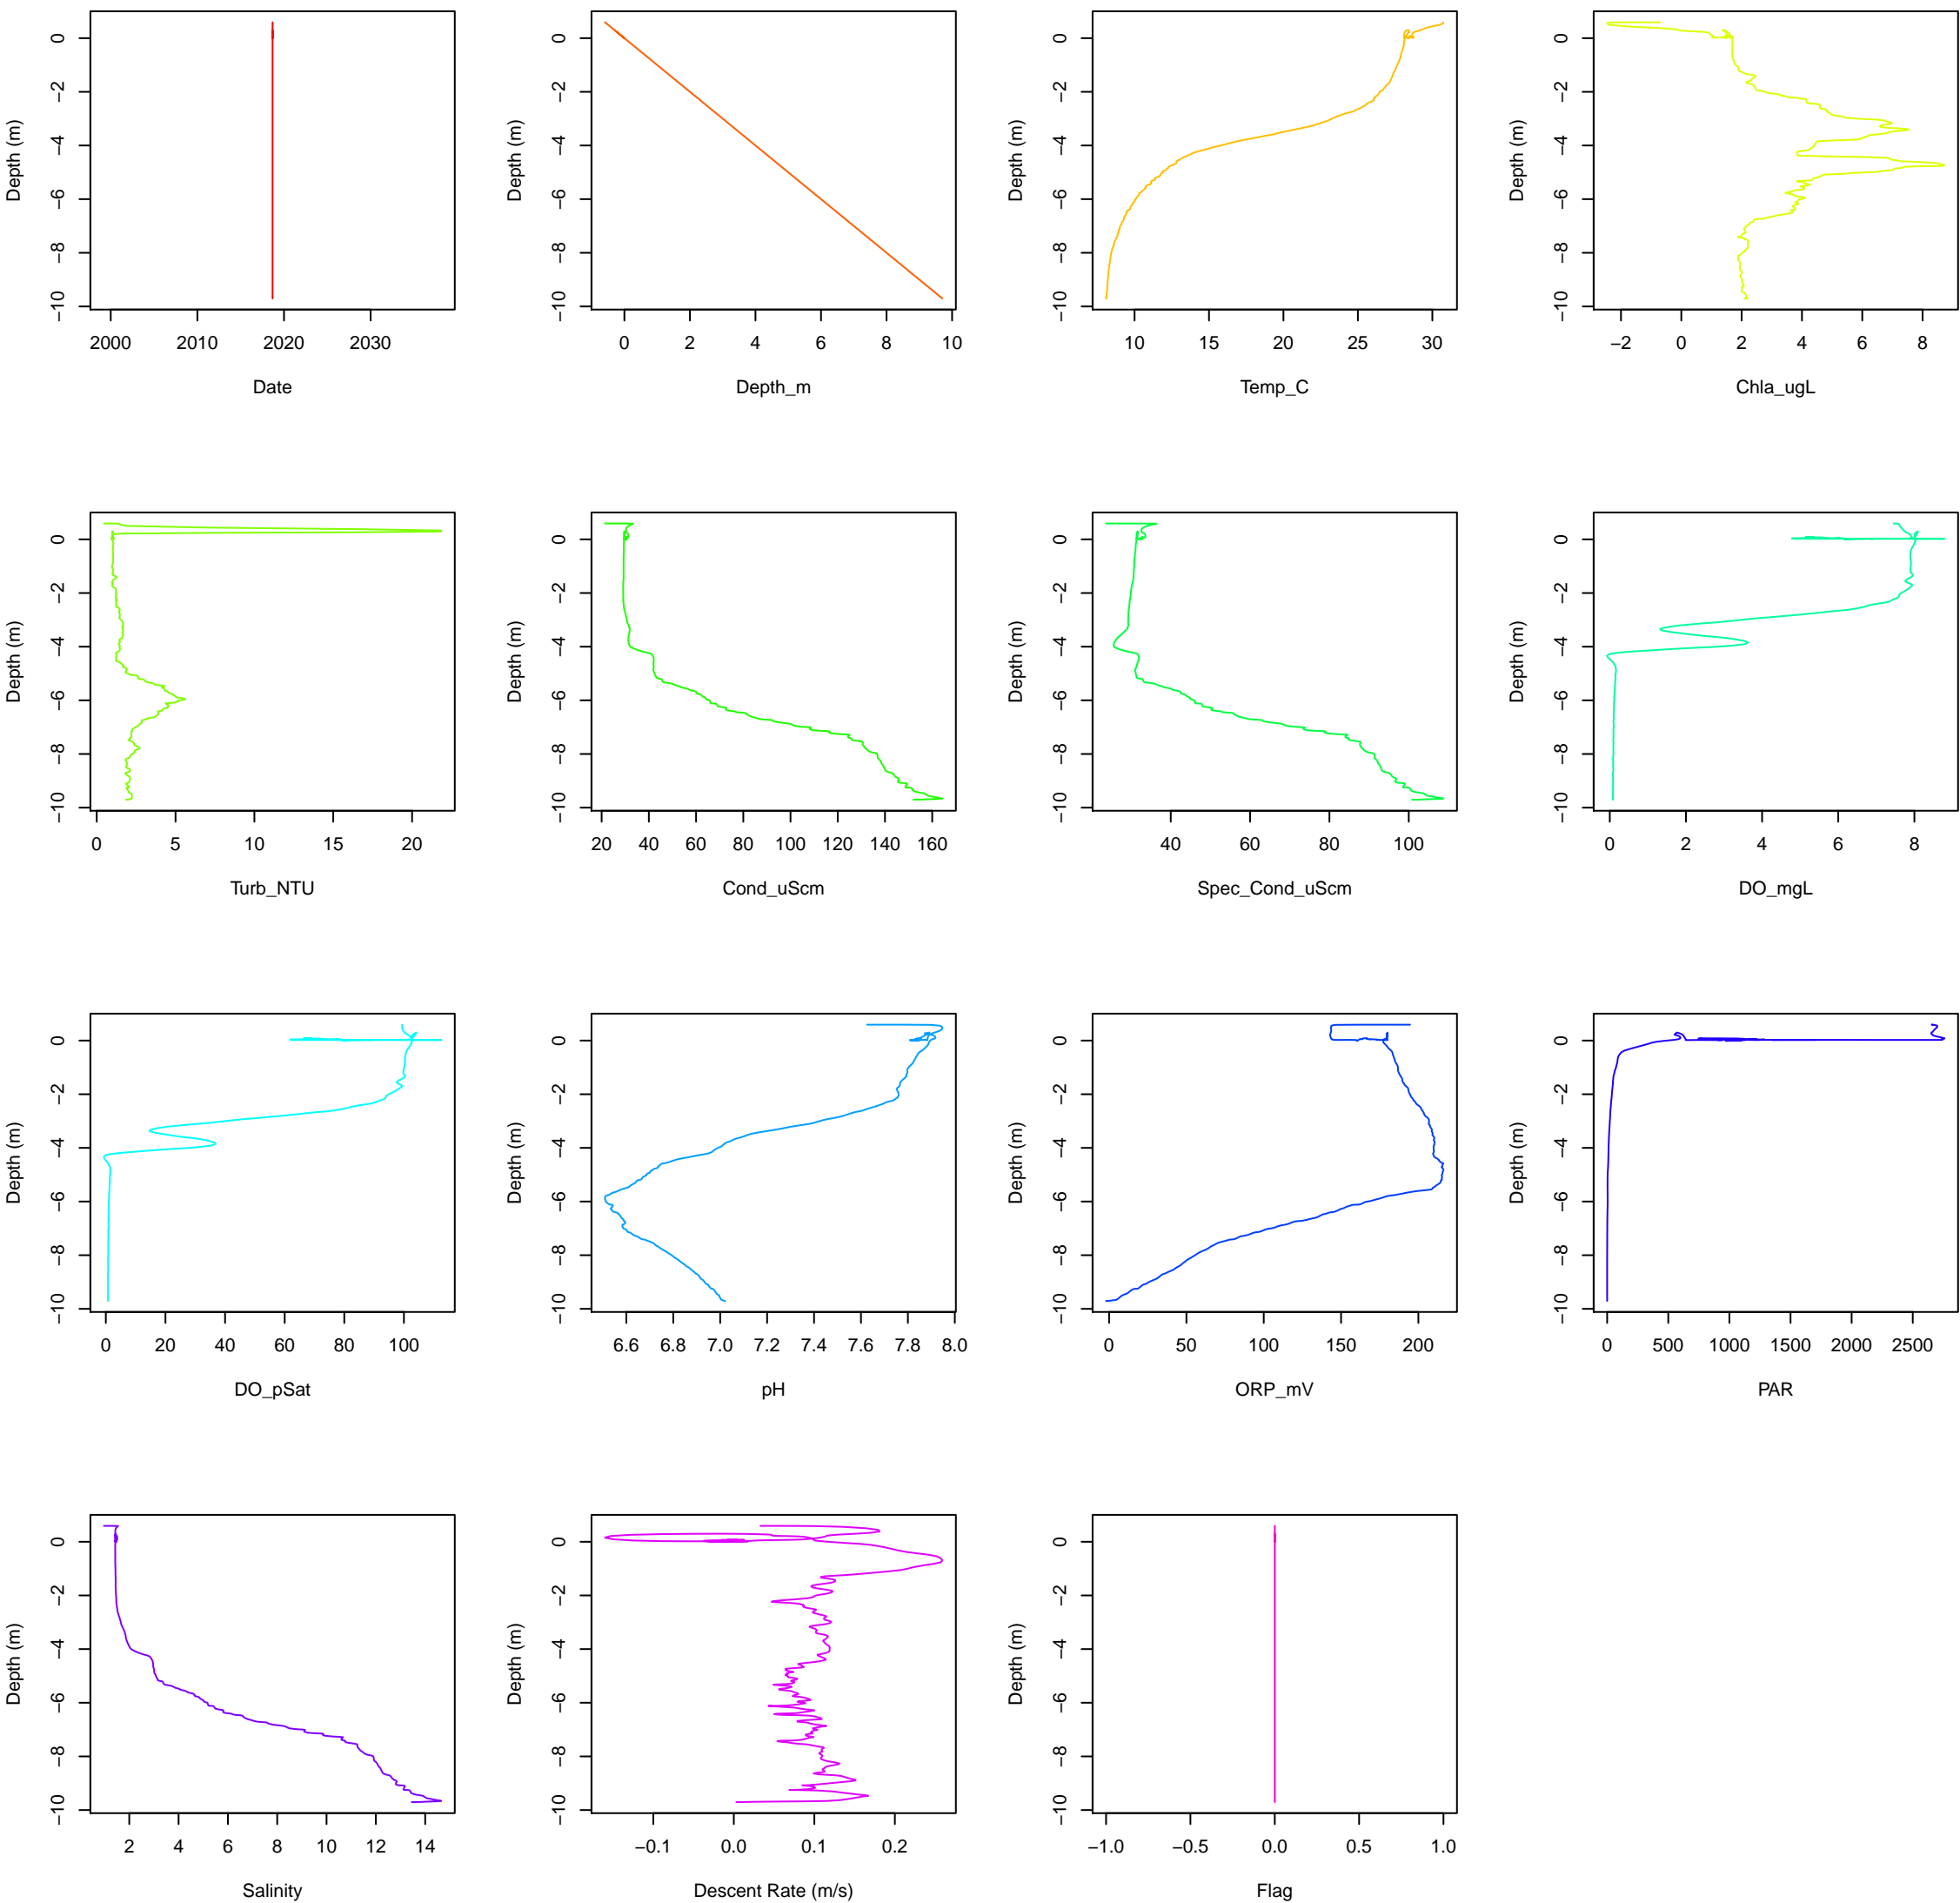 0
−2
−4
−6
−8
−10
Depth (m)
2000 2010 2020 2030
Date
0
−2
−4
−6
−8
−10
Depth (m)
0 2 4 6 8 10
Depth_m
0
−2
−4
−6
−8
−10
Depth (m)
10 15 20 25 30
Temp_C
0
−2
−4
−6
−8
−10
Depth (m)
−2 0 2 4 6 8
Chla_ugL
0
−2
−4
−6
−8
−10
Depth (m)
0 5 10 15 20
Turb_NTU
0
−2
−4
−6
−8
−10
Depth (m)
20 40 60 80 100 120 140 160
Cond_uScm
0
−2
−4
−6
−8
−10
Depth (m)
40 60 80 100
Spec_Cond_uScm
0
−2
−4
−6
−8
−10
Depth (m)
0 2 4 6 8
DO_mgL
0
−2
−4
−6
−8
−10
Depth (m)
0 20 40 60 80 100
DO_pSat
0
−2
−4
−6
−8
−10
Depth (m)
6.6 6.8 7.0 7.2 7.4 7.6 7.8 8.0
pH
0
−2
−4
−6
−8
−10
Depth (m)
0 50 100 150 200
ORP_mV
0
−2
−4
−6
−8
−10
Depth (m)
0 500 1000 1500 2000 2500
PAR
0
−2
−4
−6
−8
−10
Depth (m)
2 4 6 8 10 12 14
Salinity
0
−2
−4
−6
−8
−10
Depth (m)
−0.1 0.0 0.1 0.2
Descent Rate (m/s)
0
−2
−4
−6
−8
−10
Depth (m)
−1.0 −0.5 0.0 0.5 1.0
Flag